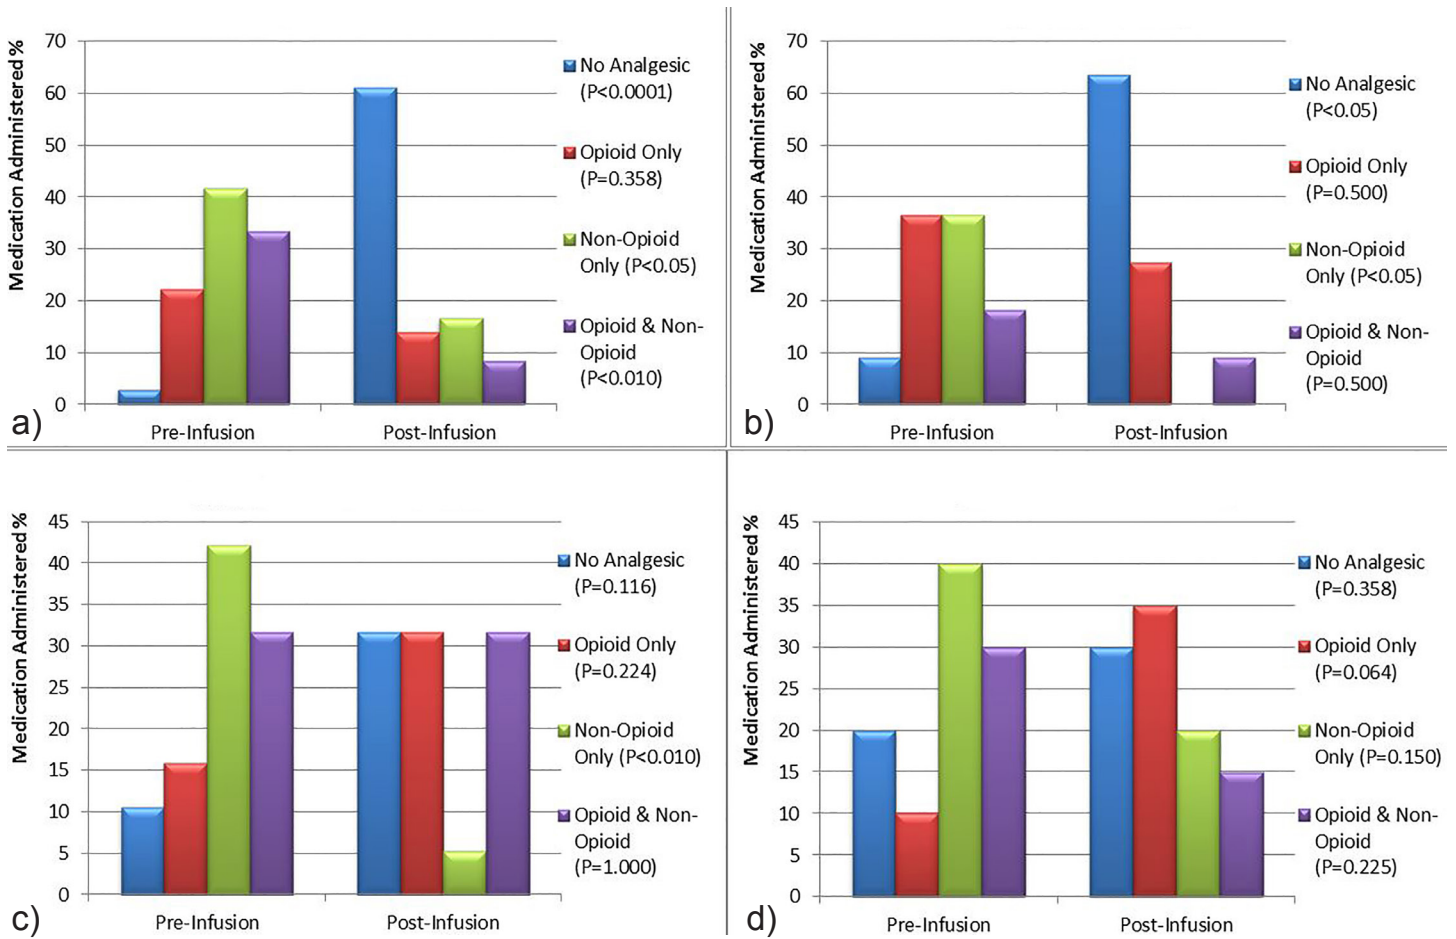 Medication Administered %
70
60
50
40
30
20
10
0
Pre-Infusion
Post-Infusion
No Analgesic
(P<0.0001)
Opioid Only
(P=0.358)
Non-Opioid
Only (P<0.05)
Opioid & Non-
Opioid
(P<0.010)
a)
Medication Administered %
70
60
50
40
30
20
10
0
Pre-Infusion
Post-Infusion
No Analgesic
(P<0.05)
Opioid Only
(P=0.500)
Non-Opioid
Only (P<0.05)
Opioid & Non-
Opioid
(P=0.500)
b)
Medication Administered %
45
40
35
30
25
20
15
10
5
0
Pre-Infusion
Post-Infusion
No Analgesic
(P=0.116)
Opioid Only
(P=0.224)
Non-Opioid
Only (P<0.010)
Opioid & Non-
Opioid
(P=1.000)
c)
Medication Administered %
45
40
35
30
25
20
15
10
5
0
Pre-Infusion
Post-Infusion
No Analgesic
(P=0.358)
Opioid Only
(P=0.064)
Non-Opioid
Only (P=0.150)
Opioid & Non-
Opioid
(P=0.225)
d)